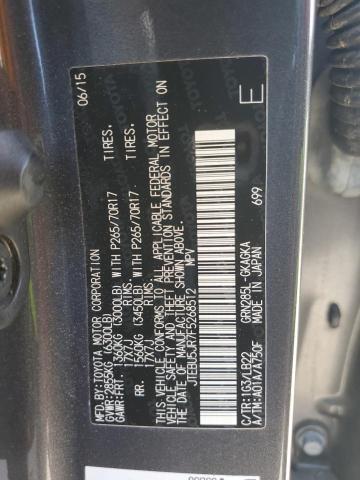 MFD BY: TOYOTA MOTOR CORPORATION 06/15
GVWR: 2855KG (6300LB)
GAWR: FRT. 1360KG (3000LB) WITH P265/70R17 TIRES.
17X7J RIMS
RR. 1560KG (3450LB) WITH P265/70R17 TIRES.
17X7J RIMS
THIS VEHICLE CONFORMS TO ALL APPLICABLE FEDERAL MOTOR
VEHICLE SAFETY AND THEFT PREVENTION STANDARDS IN EFFECT ON
THE DATE OF MANUFACTURE SHOWN ABOVE.
JTEBU5JR7F5268512 MPV
699
C/TR:1G3/LB22 GRN285L-GKAGKA E
A/TM:A01A/A750F MADE IN JAPAN